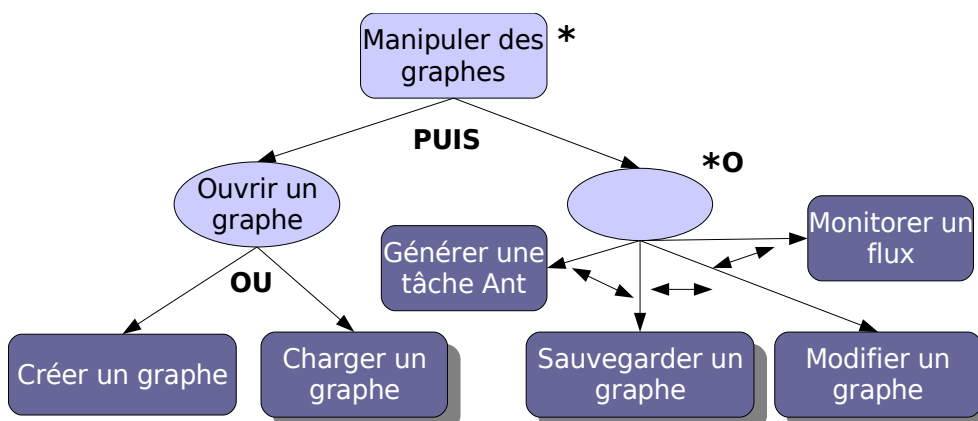 Manipuler des
graphes
*
PUIS
*O
Ouvrir un
graphe
Monitorer un
flux
Générer une
tâche Ant
OU
Créer un graphe
Charger un
graphe
Sauvegarder un
graphe
Modifier un
graphe